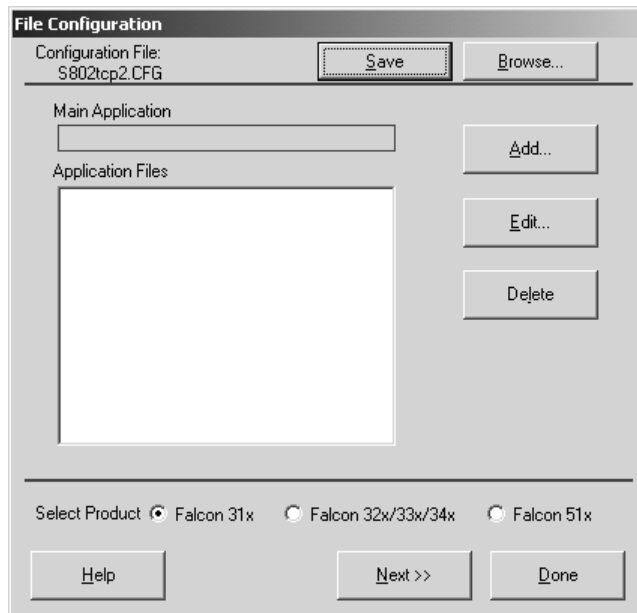 File Configuration
Configuration File:
S802tcp2.CFG
Save
Browse...
Main Application
Application Files
Add...
Edit...
Delete
Select Product
Falcon 31x
Falcon 32x/33x/34x
Falcon 51x
Help
Next >>
Done